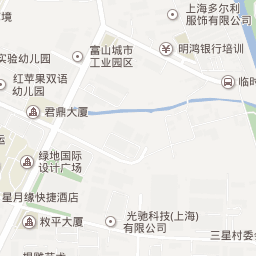 上海多尔利
服饰有限公司
境
富山城市
工业园区
明鸿银行培训
实验幼儿园
红苹果双语
幼儿园
临时
君鼎大厦
运
绿地国际
设计广场
星月缘快捷酒店
敉平大厦
光驰科技(上海)
有限公司
三星村委会